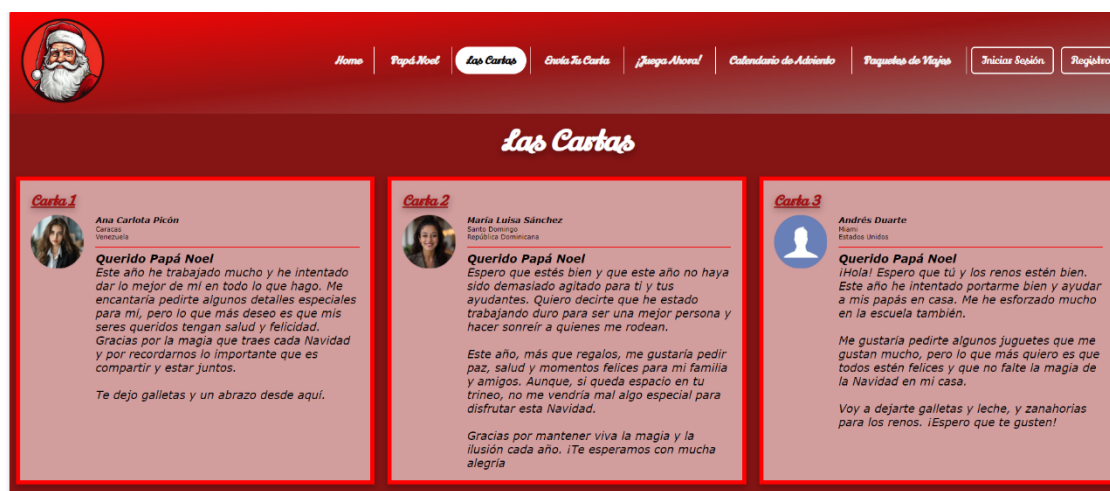 Home
Papá Noel
Las Cartas
Envía Tu Carta
¡Juega Ahora!
Calendario de Adviento
Paquetes de Viajes
Iniciar Sesión
Registro
Las Cartas
Carta 1
Ana Carlota Picón
Caracas
Venezuela
Querido Papá Noel
Este año he trabajado mucho y he intentado
dar lo mejor de mí en todo lo que hago. Me
encantaría pedirte algunos detalles especiales
para mí, pero lo que más deseo es que mis
seres queridos tengan salud y felicidad.
Gracias por la magia que traes cada Navidad
y por recordarnos lo importante que es
compartir y estar juntos.
Te dejo galletas y un abrazo desde aquí.
Carta 2
María Luisa Sánchez
Santo Domingo
República Dominicana
Querido Papá Noel
Espero que estés bien y que este año no haya
sido demasiado agitado para ti y tus
ayudantes. Quiero decirte que he estado
trabajando duro para ser una mejor persona y
hacer sonreír a quienes me rodean.
Este año, más que regalos, me gustaría pedir
paz, salud y momentos felices para mi familia
y amigos. Aunque, si queda espacio en tu
trineo, no me vendría mal algo especial para
disfrutar esta Navidad.
Gracias por mantener viva la magia y la
ilusión cada año. ¡Te esperamos con mucha
alegría
Carta 3
Andrés Duarte
Miami
Estados Unidos
Querido Papá Noel
¡Hola! Espero que tú y los renos estén bien.
Este año he intentado portarme bien y ayudar
a mis papás en casa. Me he esforzado mucho
en la escuela también.
Me gustaría pedirte algunos juguetes que me
gustan mucho, pero lo que más quiero es que
todos estén felices y que no falte la magia de
la Navidad en mi casa.
Voy a dejarte galletas y leche, y zanahorias
para los renos. ¡Espero que te gusten!